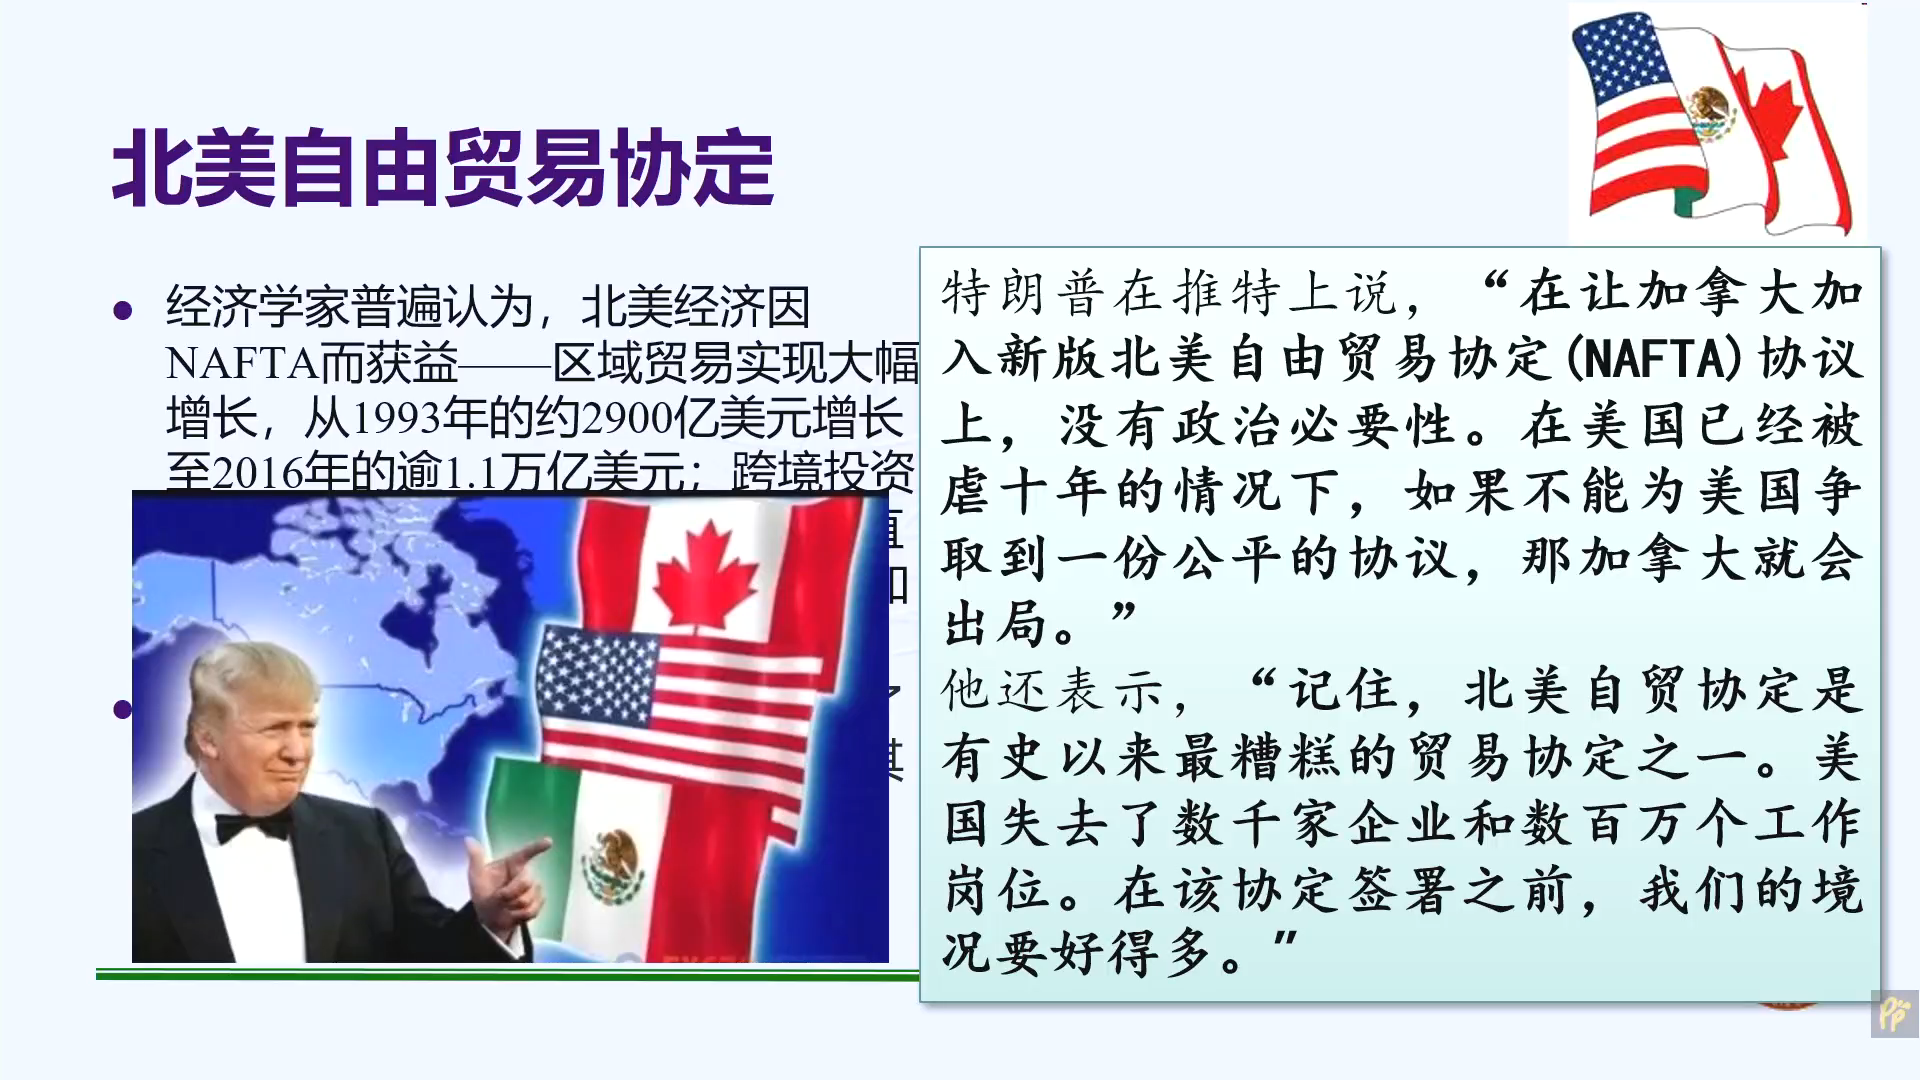 北美自由贸易协定
经济学家普遍认为，北美经济因
NAFTA而获益——区域贸易实现大幅
增长，从1993年的约2900亿美元增长
至2016年的逾1.1万亿美元；跨境投资
特朗普在推特上说，“在让加拿大加
入新版北美自由贸易协定(NAFTA)协议
上，没有政治必要性。在美国已经被
虐十年的情况下，如果不能为美国争
取到一份公平的协议，那加拿大就会
出局。”
他还表示，“记住，北美自贸协定是
有史以来最糟糕的贸易协定之一。美
国失去了数千家企业和数百万个工作
岗位。在该协定签署之前，我们的境
况要好得多。”